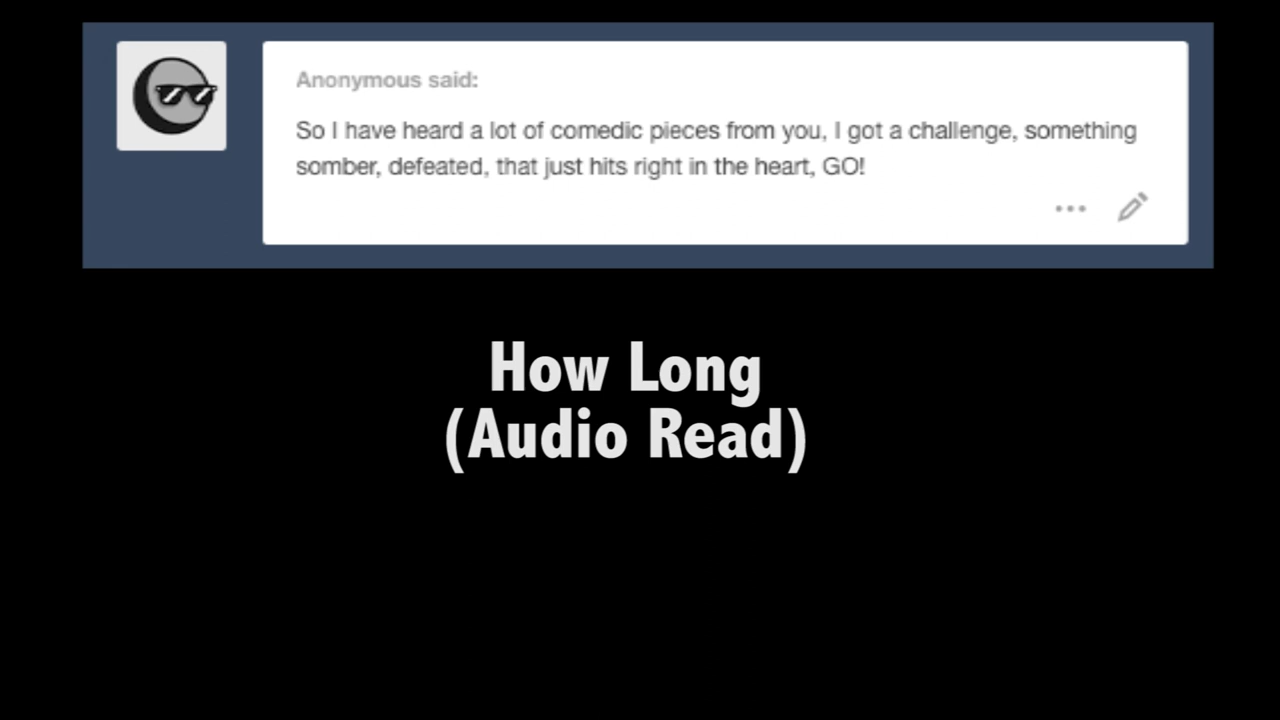 Anonymous said:
So I have heard a lot of comedic pieces from you, I got a challenge, something
somber, defeated, that just hits right in the heart, GO!
How Long
(Audio Read)